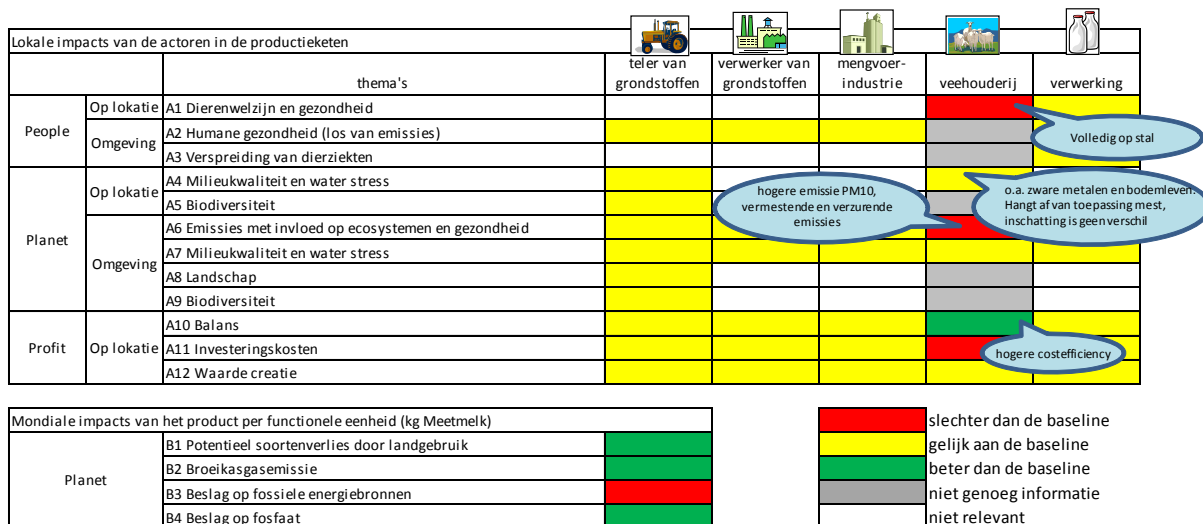 Lokale impacts van de actoren in de productieketen
thema's
teler van
grondstoffen
verwerker van
grondstoffen
mengvoer-
industrie
veehouderij
verwerking
People
Op lokatie
A1 Dierenwelzijn en gezondheid
Omgeving
A2 Humane gezondheid (los van emissies)
A3 Verspreiding van dierziekten
Volledig op stal
Planet
Op lokatie
A4 Milieukwaliteit en water stress
A5 Biodiversiteit
Omgeving
A6 Emissies met invloed op ecosystemen en gezondheid
A7 Milieukwaliteit en water stress
A8 Landschap
A9 Biodiversiteit
hogere emissie PM10,
vermestende en verzurende
emissies
o.a. zware metalen en bodemleven.
Hangt af van toepassing mest,
inschatting is geen verschil
Profit
Op lokatie
A10 Balans
A11 Investeringskosten
A12 Waarde creatie
hogere costefficiency
Mondiale impacts van het product per functionele eenheid (kg Meetmelk)
Planet
B1 Potentieel soortenverlies door landgebruik
B2 Broeikasgasemissie
B3 Beslag op fossiele energiebronnen
B4 Beslag op fosfaat
slechter dan de baseline
gelijk aan de baseline
beter dan de baseline
niet genoeg informatie
niet relevant